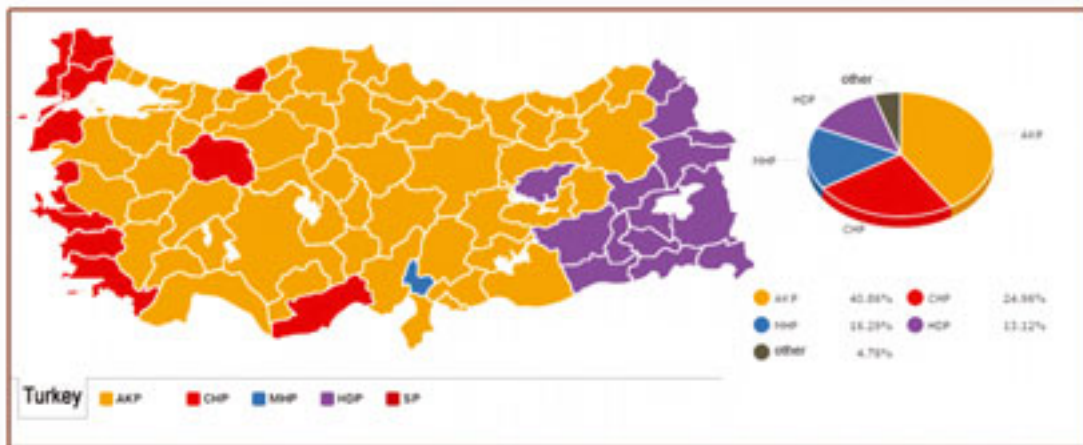 other
HDP
AKP
MHP
CHP
AKP 40.86% CHP 24.96%
MHP 16.29% HDP 13.12%
other 4.76%
Turkey AKP CHP MHP HDP SP